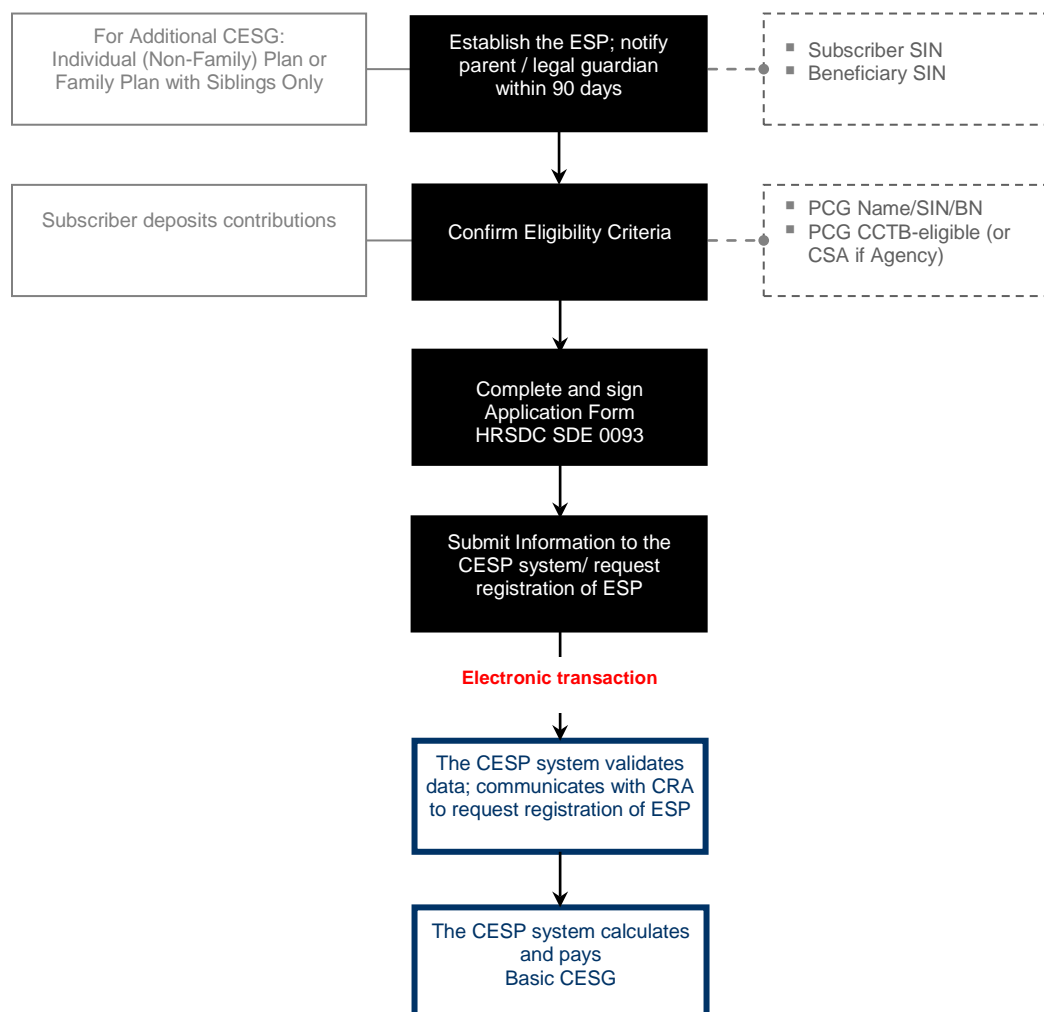 For Additional CESG:
Individual (Non-Family) Plan or
Family Plan with Siblings Only
Establish the ESP; notify
parent / legal guardian
within 90 days
▪ Subscriber SIN
▪ Beneficiary SIN
Subscriber deposits contributions
Confirm Eligibility Criteria
▪ PCG Name/SIN/BN
▪ PCG CCTB-eligible (or
CSA if Agency)
Complete and sign
Application Form
HRSDC SDE 0093
Submit Information to the
CESP system/ request
registration of ESP
Electronic transaction
The CESP system validates
data; communicates with CRA
to request registration of ESP
The CESP system calculates
and pays
Basic CESG